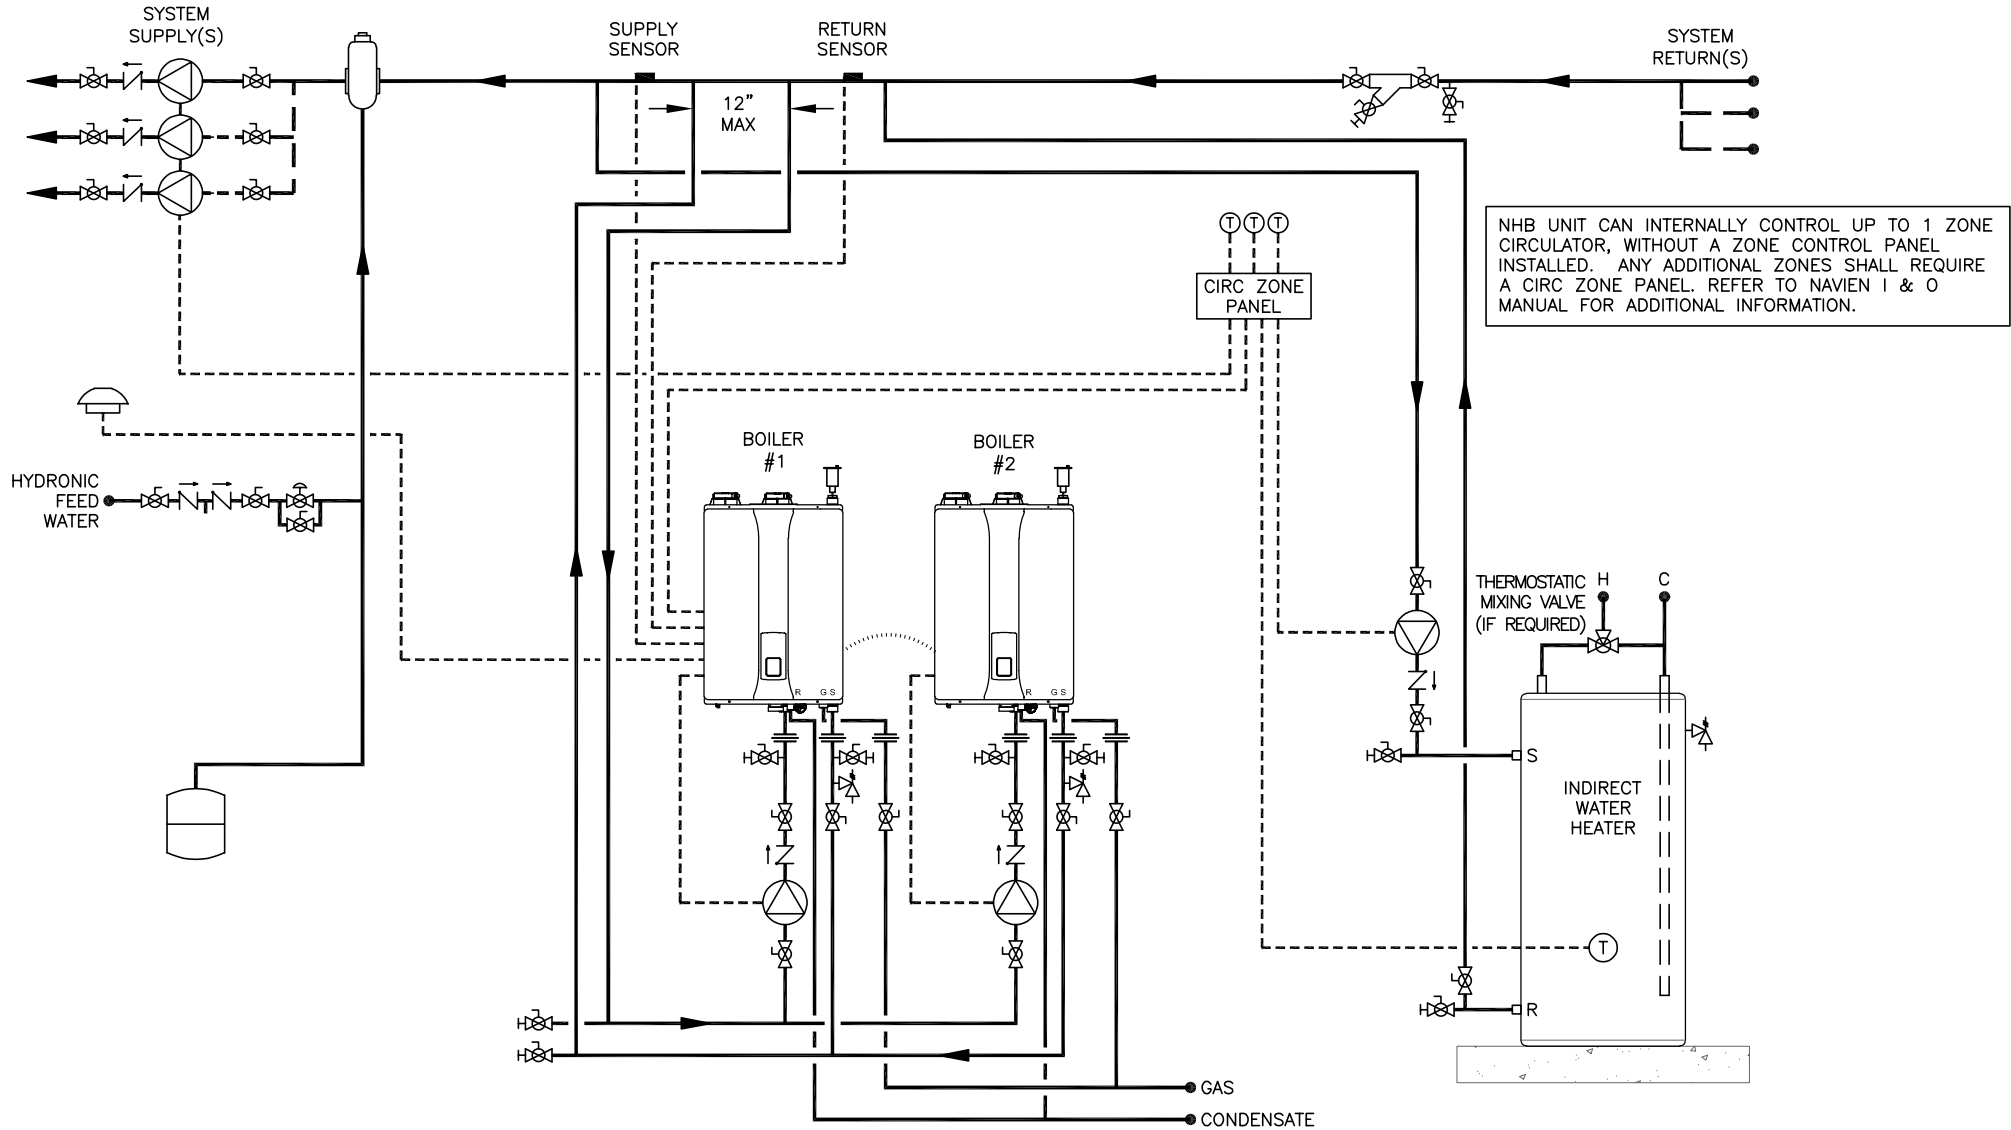 SYSTEM
SUPPLY(S)
SUPPLY
SENSOR
RETURN
SENSOR
SYSTEM
RETURN(S)
12"
MAX
T T T
CIRC ZONE
PANEL
NHB UNIT CAN INTERNALLY CONTROL UP TO 1 ZONE
CIRCULATOR, WITHOUT A ZONE CONTROL PANEL
INSTALLED. ANY ADDITIONAL ZONES SHALL REQUIRE
A CIRC ZONE PANEL. REFER TO NAVIEN I & O
MANUAL FOR ADDITIONAL INFORMATION.
HYDRONIC
FEED
WATER
BOILER
#1
BOILER
#2
R G S
R G S
THERMOSTATIC
MIXING VALVE
(IF REQUIRED)
H
C
S
INDIRECT
WATER
HEATER
T
R
GAS
CONDENSATE